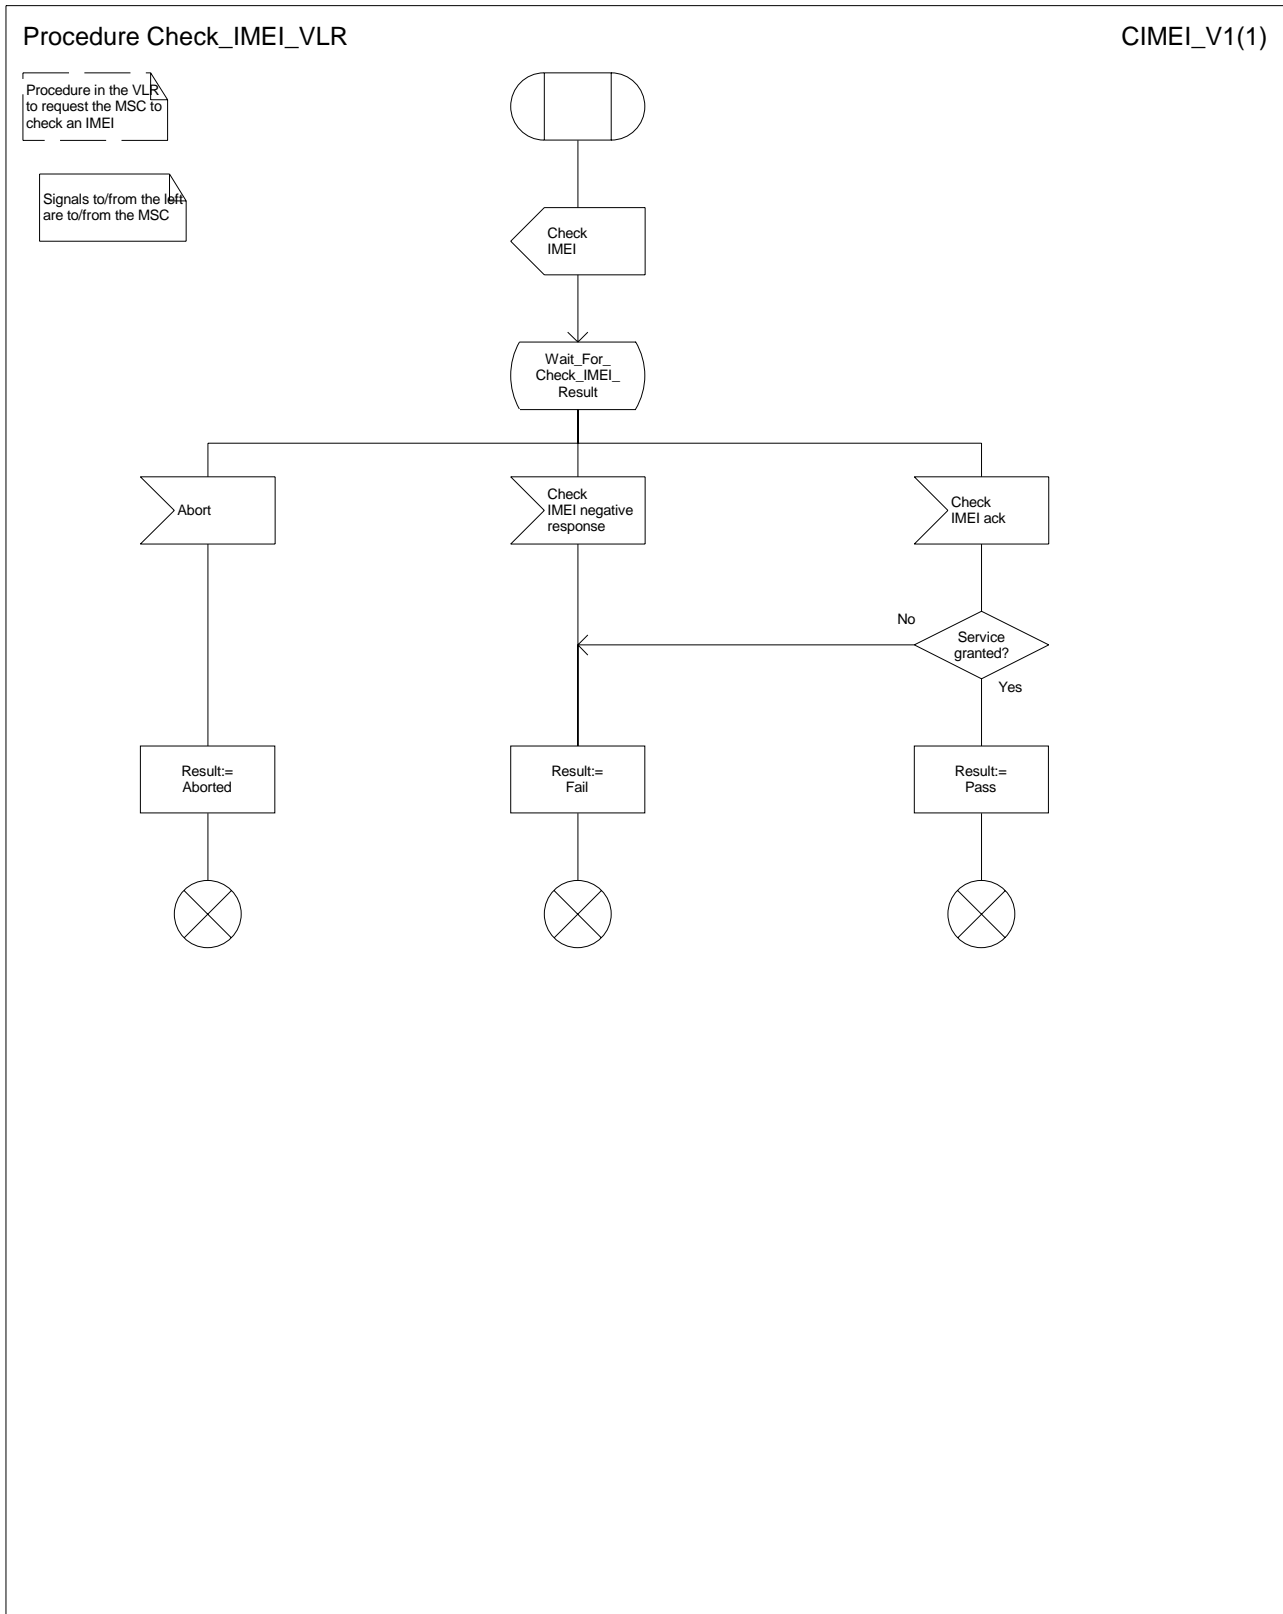 Procedure Check_IMEI_VLR
CIMEI_V1(1)
Procedure in the VLR
to request the MSC to
check an IMEI
Signals to/from the left
are to/from the MSC
Check
IMEI
Wait_For_
Check_IMEI_
Result
Abort
Check
IMEI negative
response
Check
IMEI ack
No
Service
granted?
Yes
Result:=
Aborted
Result:=
Fail
Result:=
Pass